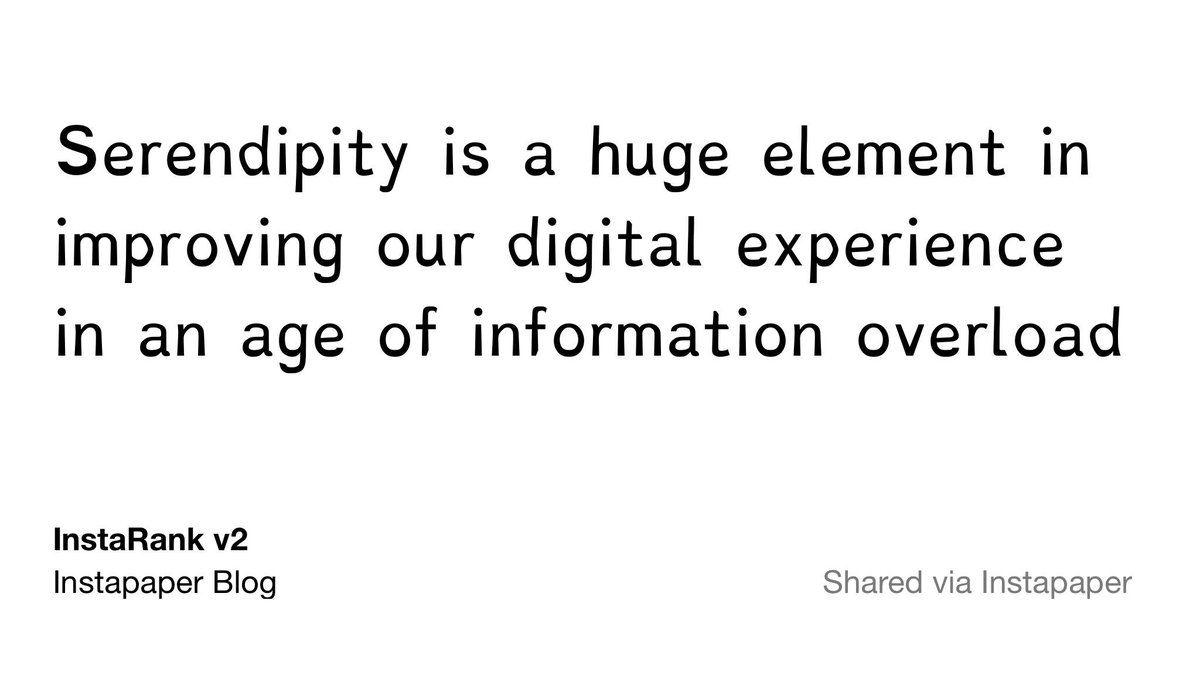 Serendipity is a huge element in
improving our digital experience
in an age of information overload
InstaRank v2
Instapaper Blog
Shared via Instapaper